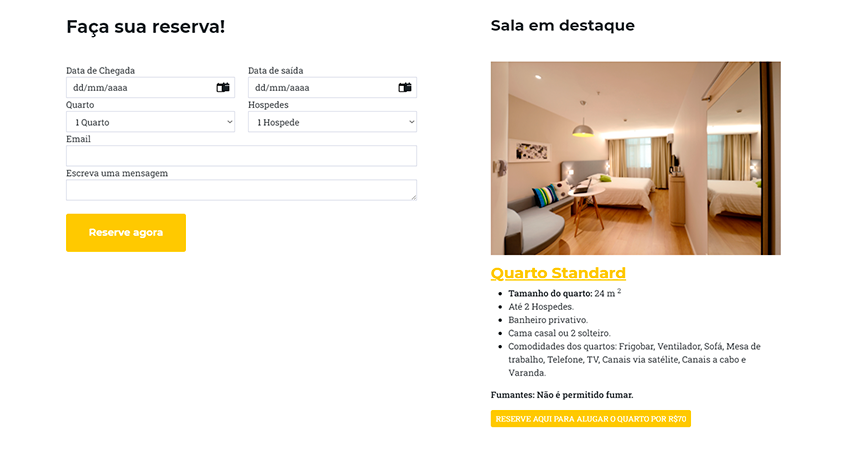 Faça sua reserva!
Data de Chegada
Data de saída
dd/mm/aaaa
dd/mm/aaaa
Quarto
Hospedes
1 Quarto
1 Hospede
Email
Escreva uma mensagem
Reserve agora
Sala em destaque
Quarto Standard
Tamanho do quarto: 24 m 2
Até 2 Hospedes.
Banheiro privativo.
Cama casal ou 2 solteiro.
Comodidades dos quartos: Frigobar, Ventilador, Sofá, Mesa de
trabalho, Telefone, TV, Canais via satélite, Canais a cabo e
Varanda.
Fumantes: Não é permitido fumar.
RESERVE AQUI PARA ALUGAR O QUARTO POR R$70